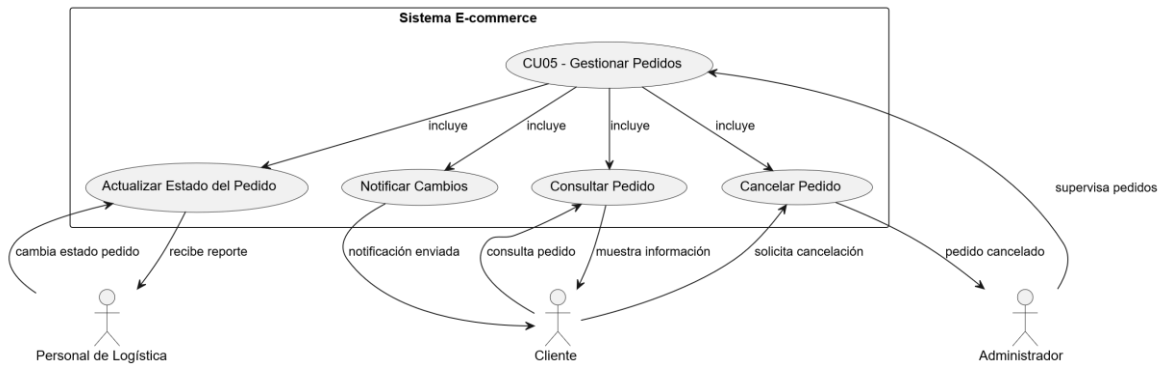 Sistema E-commerce
CU05 - Gestionar Pedidos
incluye
incluye
incluye
incluye
Actualizar Estado del Pedido
Notificar Cambios
Consultar Pedido
Cancelar Pedido
supervisa pedidos
cambia estado pedido
recibe reporte
notificación enviada
consulta pedido
muestra información
solicita cancelación
pedido cancelado
Personal de Logística
Cliente
Administrador